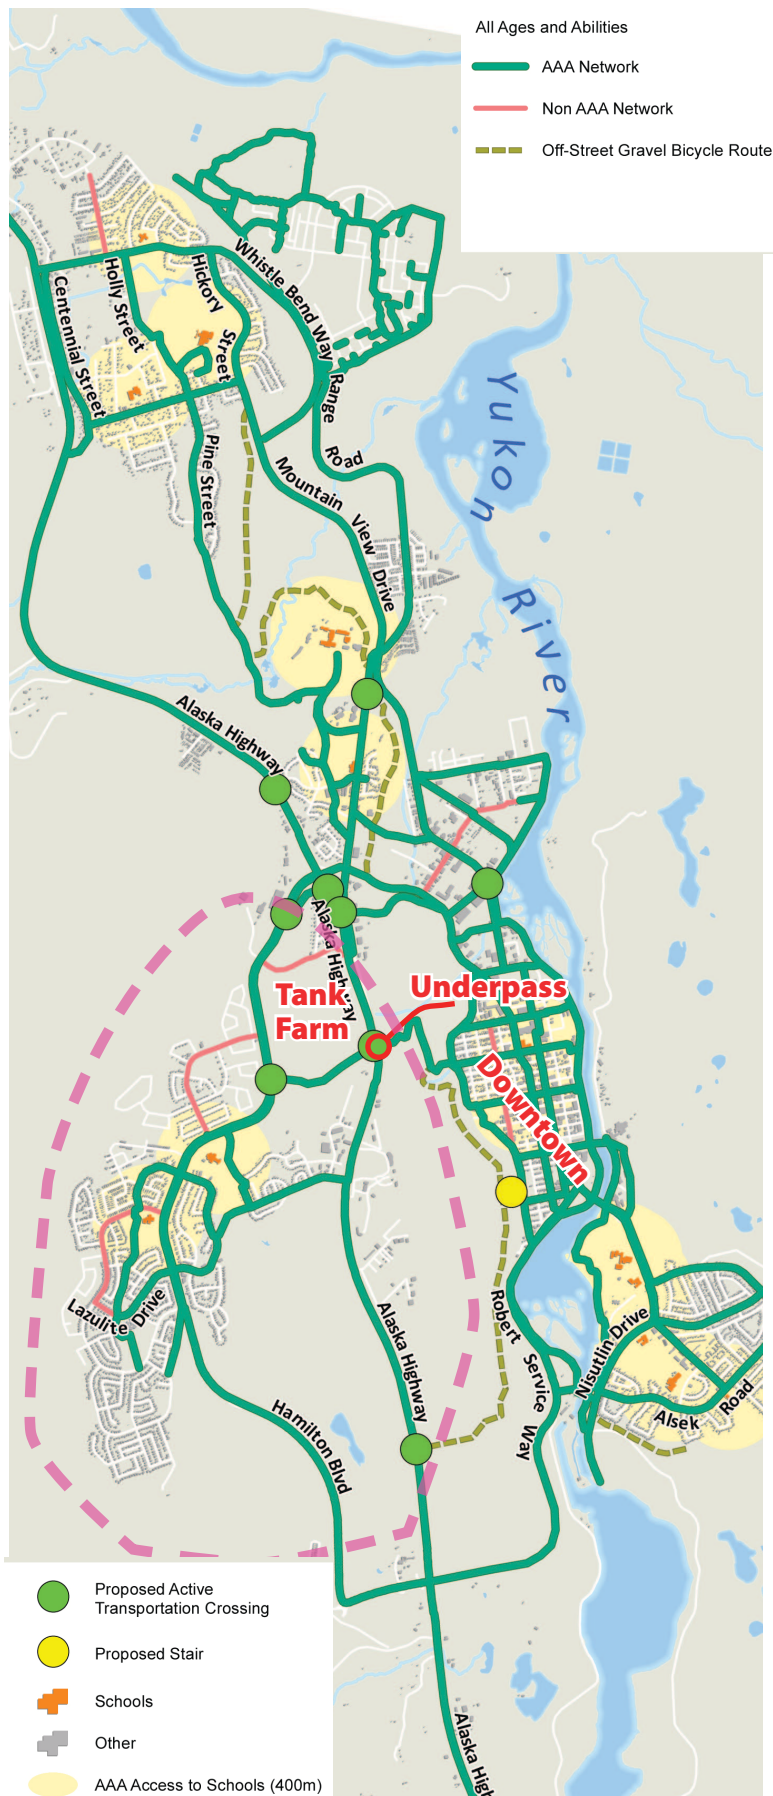 All Ages and Abilities
AAA Network
Non AAA Network
Off-Street Gravel Bicycle Route
Whistle Bend Way
Hickory
Street
Holly Street
Centennial Street
Range
Road
Yukon
River
Pine Street
Mountain View Drive
Alaska Highway
Alaska Highway
Underpass
Tank
Farm
Downtown
Lazulite Drive
Alaska Highway
Robert Service Way
Nisutlin Drive
Alsek Road
Hamilton Blvd
Proposed Active
Transportation Crossing
Proposed Stair
Schools
Other
AAA Access to Schools (400m)
Alaska High